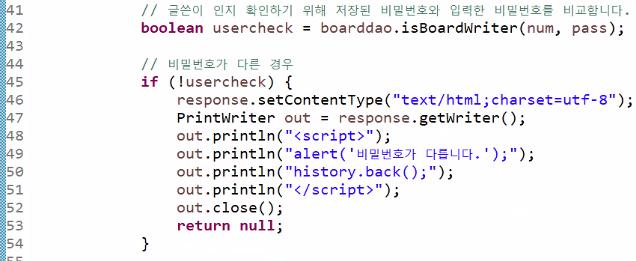 41 // 글쓴이 인지 확인하기 위해 저장된 비밀번호와 입력한 비밀번호를 비교합니다.
42 boolean usercheck = boarddao.isBoardWriter(num, pass);
43
44 // 비밀번호가 다른 경우
45 if (!usercheck) {
46 response.setContentType("text/html;charset=utf-8");
47 PrintWriter out = response.getWriter();
48 out.println("<script>");
49 out.println("alert('비밀번호가 다릅니다.');");
50 out.println("history.back();");
51 out.println("</script>");
52 out.close();
53 return null;
54 }